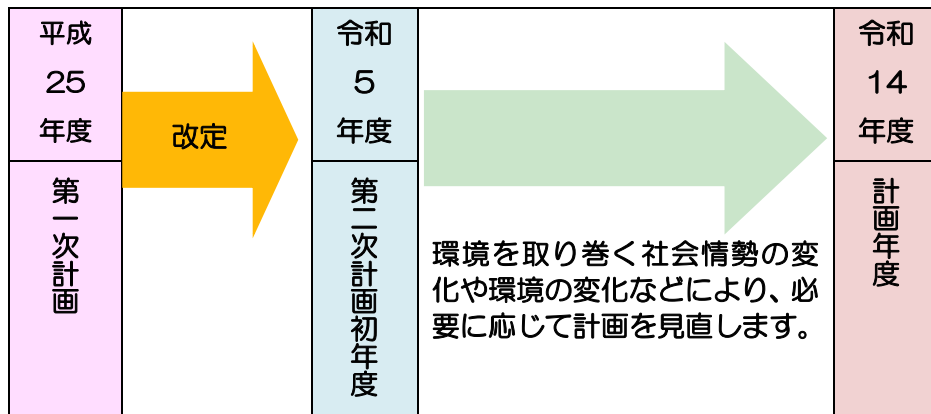 平成
25
年度
第一次計画
改定
令和
5
年度
第二次計画初年度
環境を取り巻く社会情勢の変
化や環境の変化などにより、必
要に応じて計画を見直します。
令和
14
年度
計画年度